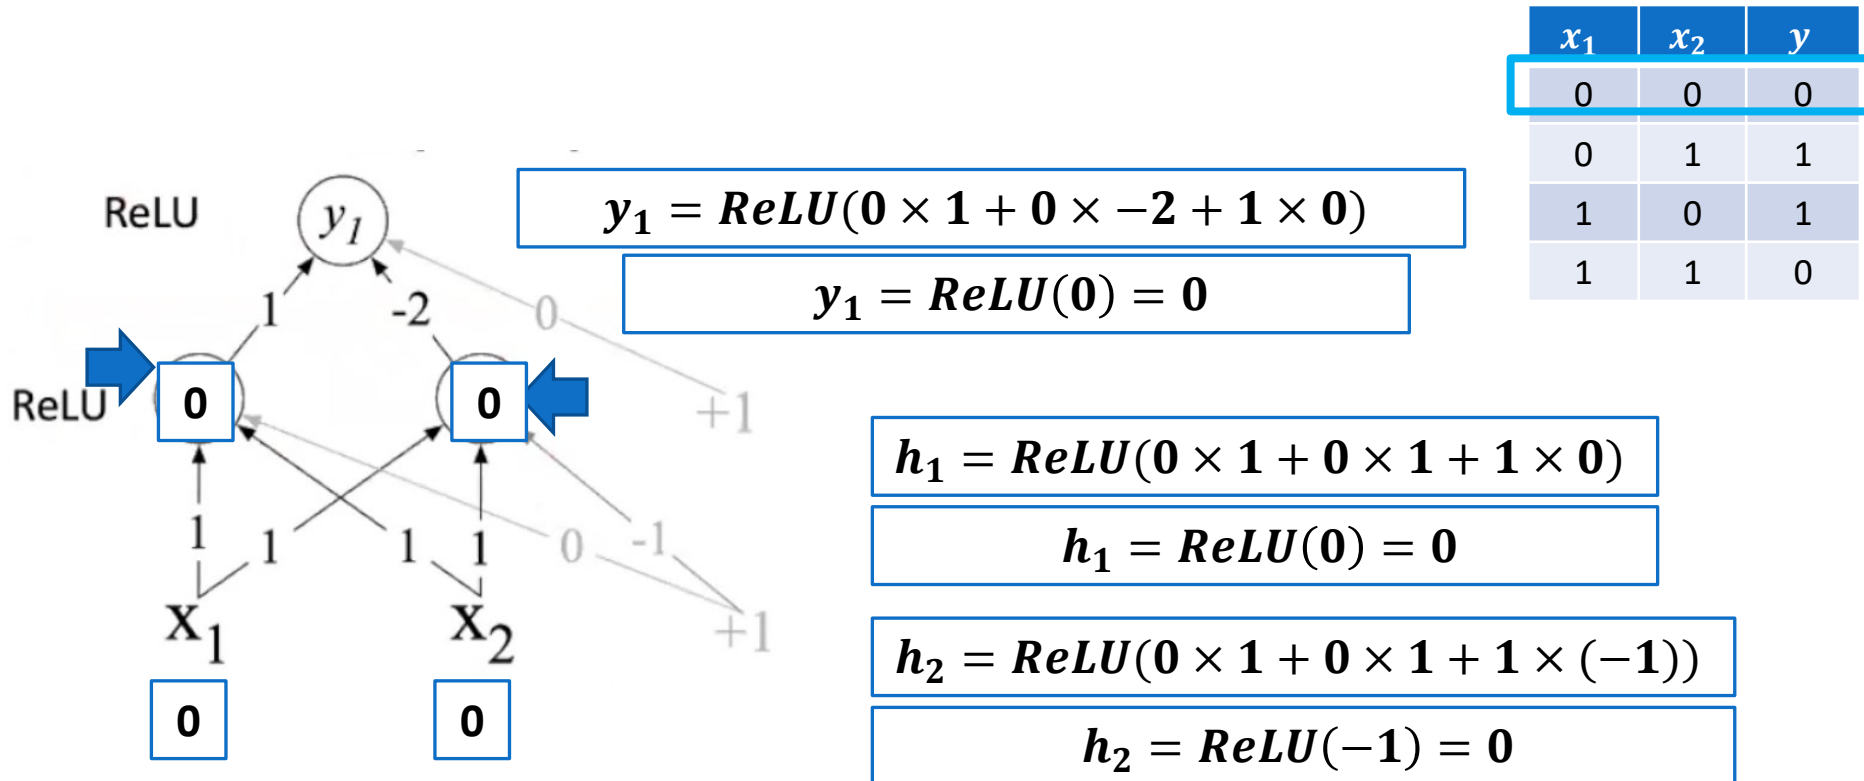 x₁ x₂ y
0 0 0
0 1 1
1 0 1
1 1 0
ReLU
y₁
y₁ = ReLU(0 × 1 + 0 × −2 + 1 × 0)
y₁ = ReLU(0) = 0
1 -2 0
ReLU
0 0 +1
h₁ = ReLU(0 × 1 + 0 × 1 + 1 × 0)
h₁ = ReLU(0) = 0
1 1 1 1 0 -1
x₁ x₂ +1
h₂ = ReLU(0 × 1 + 0 × 1 + 1 × (−1))
0 0
h₂ = ReLU(−1) = 0